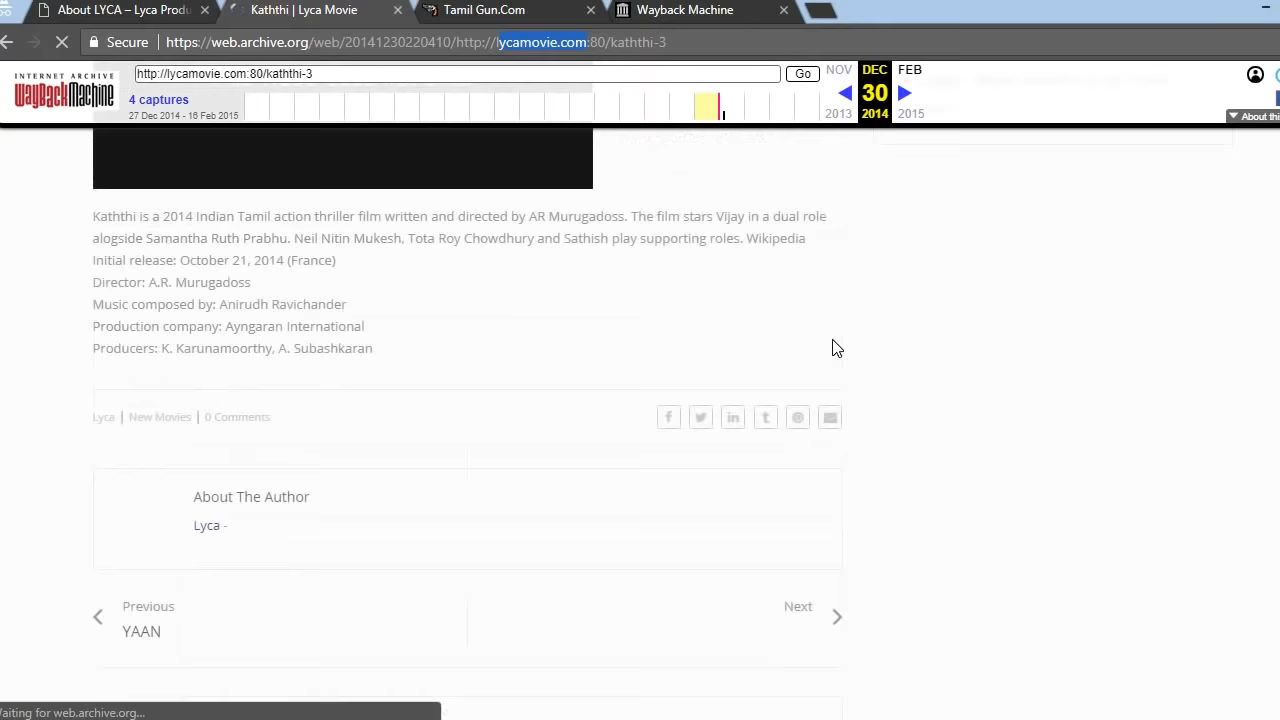 About LYCA – Lyca Produ
Kaththi | Lyca Movie
Tamil Gun.Com
Wayback Machine
Secure
https://web.archive.org/web/20141230220410/http://lycamovie.com:80/kaththi-3
INTERNET ARCHIVE
WayBackMachine
http://lycamovie.com:80/kaththi-3
Go
NOV
DEC
FEB
4 captures
30
27 Dec 2014 - 16 Feb 2015
2013
2014
2015
About thi
Kaththi is a 2014 Indian Tamil action thriller film written and directed by AR Murugadoss. The film stars Vijay in a dual role
alogside Samantha Ruth Prabhu. Neil Nitin Mukesh, Tota Roy Chowdhury and Sathish play supporting roles. Wikipedia
Initial release: October 21, 2014 (France)
Director: A.R. Murugadoss
Music composed by: Anirudh Ravichander
Production company: Ayngaran International
Producers: K. Karunamoorthy, A. Subashkaran
Lyca | New Movies | 0 Comments
About The Author
Lyca -
Previous
Next
YAAN
Waiting for web.archive.org...